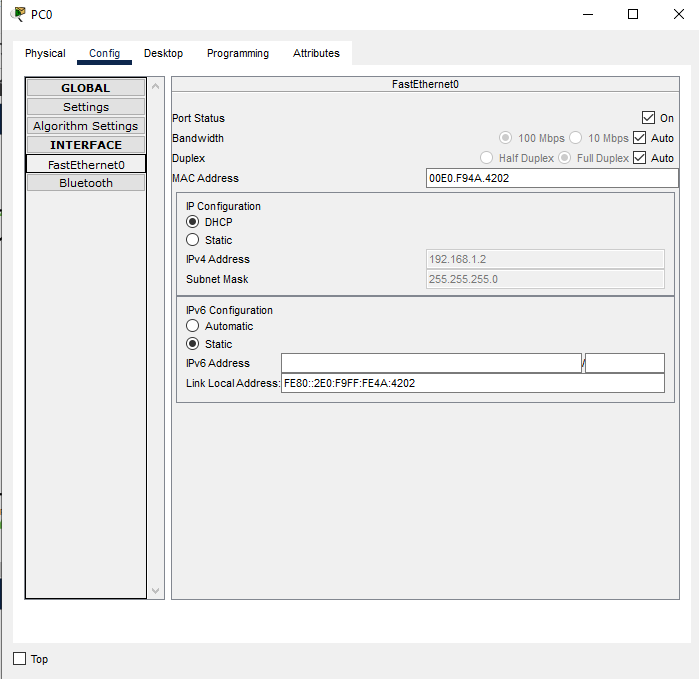 PC0
Physical Config Desktop Programming Attributes
GLOBAL
Settings
Algorithm Settings
INTERFACE
FastEthernet0
Bluetooth
FastEthernet0
Port Status On
Bandwidth 100 Mbps 10 Mbps Auto
Duplex Half Duplex Full Duplex Auto
MAC Address 00E0.F94A.4202
IP Configuration
DHCP
Static
IPv4 Address 192.168.1.2
Subnet Mask 255.255.255.0
IPv6 Configuration
Automatic
Static
IPv6 Address /
Link Local Address: FE80::2E0:F9FF:FE4A:4202
Top